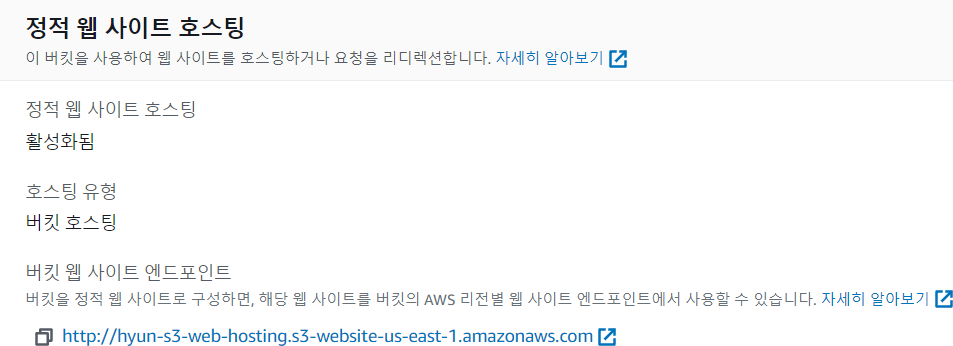 정적 웹 사이트 호스팅
이 버킷을 사용하여 웹 사이트를 호스팅하거나 요청을 리디렉션합니다. 자세히 알아보기
정적 웹 사이트 호스팅
활성화됨
호스팅 유형
버킷 호스팅
버킷 웹 사이트 엔드포인트
버킷을 정적 웹 사이트로 구성하면, 해당 웹 사이트를 버킷의 AWS 리전별 웹 사이트 엔드포인트에서 사용할 수 있습니다. 자세히 알아보기
http://hyun-s3-web-hosting.s3-website-us-east-1.amazonaws.com